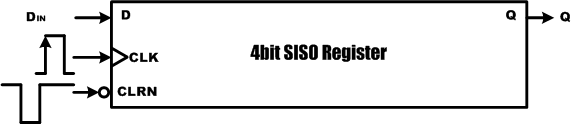 DIN
D
Q
Q
CLK
4bit SISO Register
CLRN